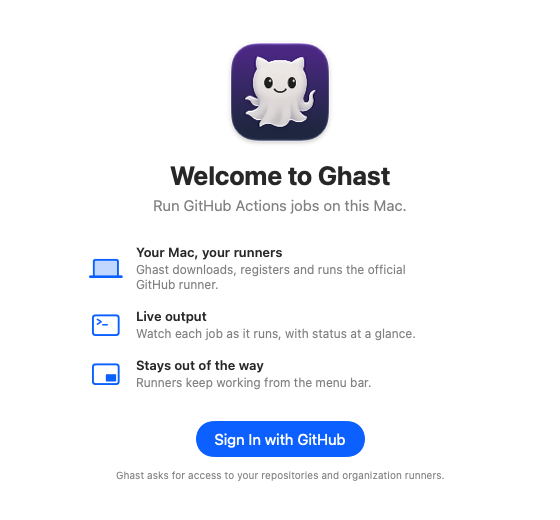 Welcome to Ghast
Run GitHub Actions jobs on this Mac.
Your Mac, your runners
Ghast downloads, registers and runs the official
GitHub runner.
Live output
Watch each job as it runs, with status at a glance.
Stays out of the way
Runners keep working from the menu bar.
Sign In with GitHub
Ghast asks for access to your repositories and organization runners.